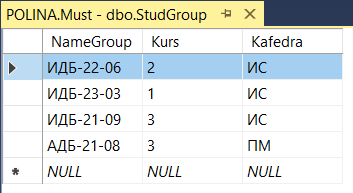 POLINA.Must - dbo.StudGroup
NameGroup Kurs Kafedra
ИДБ-22-06 2 ИС
ИДБ-23-03 1 ИС
ИДБ-21-09 3 ИС
АДБ-21-08 3 ПМ
NULL NULL NULL